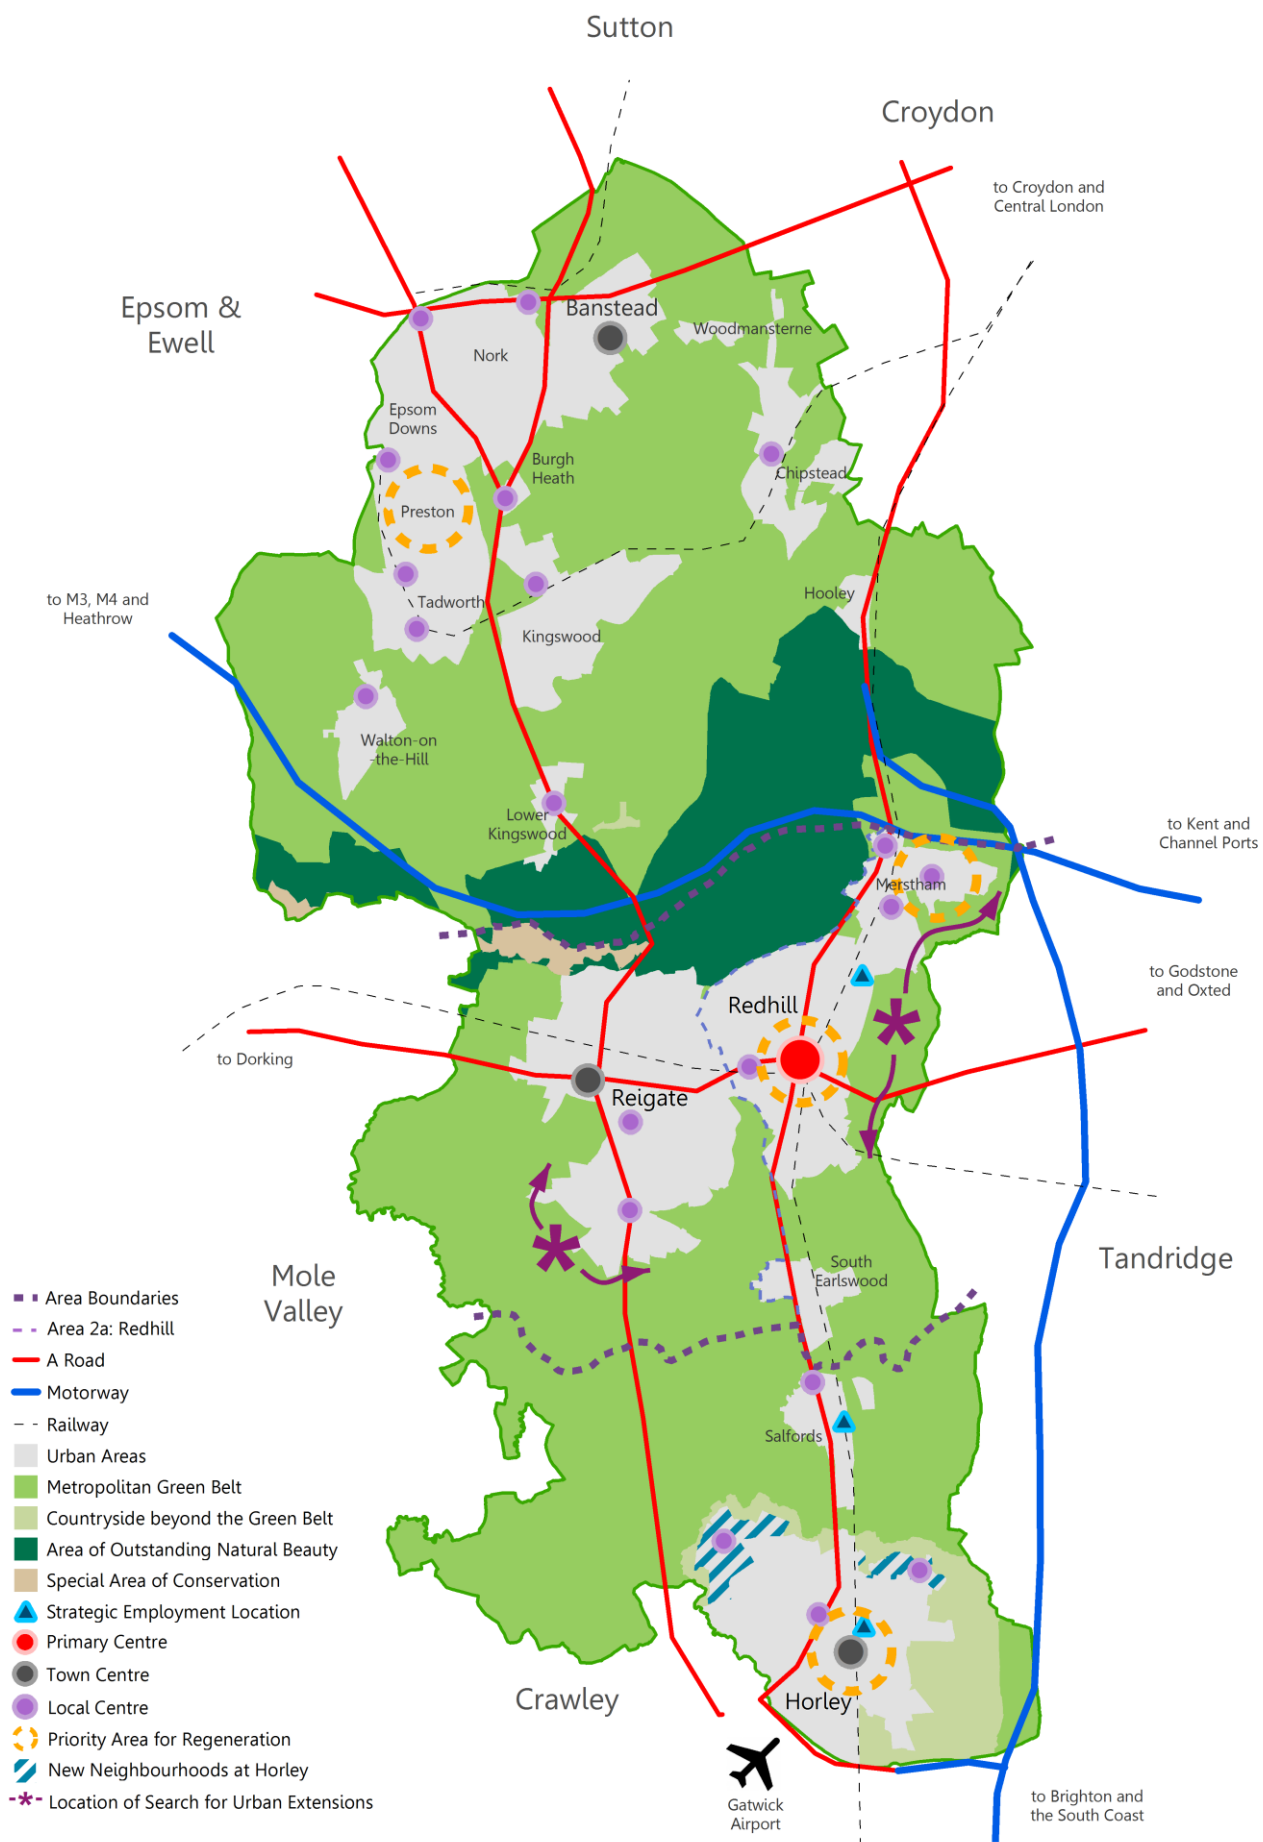 Sutton
Croydon
to Croydon and
Central London
Epsom &
Ewell
Banstead
Woodmansterne
Nork
Epsom
Downs
Burgh
Heath
Chipstead
Preston
to M3, M4 and
Heathrow
Tadworth
Hooley
Kingswood
Walton-on
-the-Hill
Lower
Kingswood
to Kent and
Channel Ports
Merstham
to Godstone
and Oxted
Redhill
to Dorking
Reigate
Mole
Valley
South
Earlswood
Tandridge
Salfords
Crawley
Horley
Gatwick
Airport
to Brighton and
the South Coast
Area Boundaries
Area 2a: Redhill
A Road
Motorway
Railway
Urban Areas
Metropolitan Green Belt
Countryside beyond the Green Belt
Area of Outstanding Natural Beauty
Special Area of Conservation
Strategic Employment Location
Primary Centre
Town Centre
Local Centre
Priority Area for Regeneration
New Neighbourhoods at Horley
Location of Search for Urban Extensions